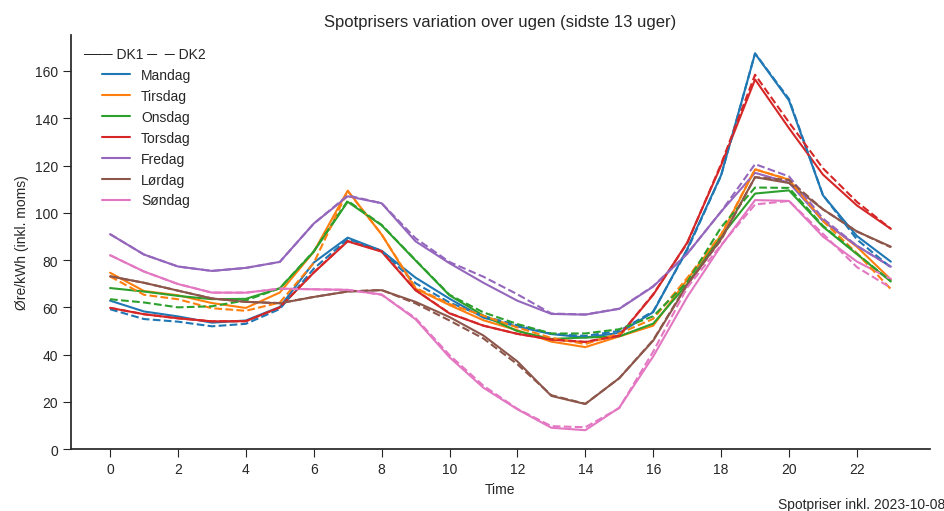 Spotprisers variation over ugen (sidste 13 uger)
DK1 DK2
Mandag
Tirsdag
Onsdag
Torsdag
Fredag
Lørdag
Søndag
Øre/kWh (inkl. moms)
160
140
120
100
80
60
40
20
0
0 2 4 6 8 10 12 14 16 18 20 22
Time
Spotpriser inkl. 2023-10-08